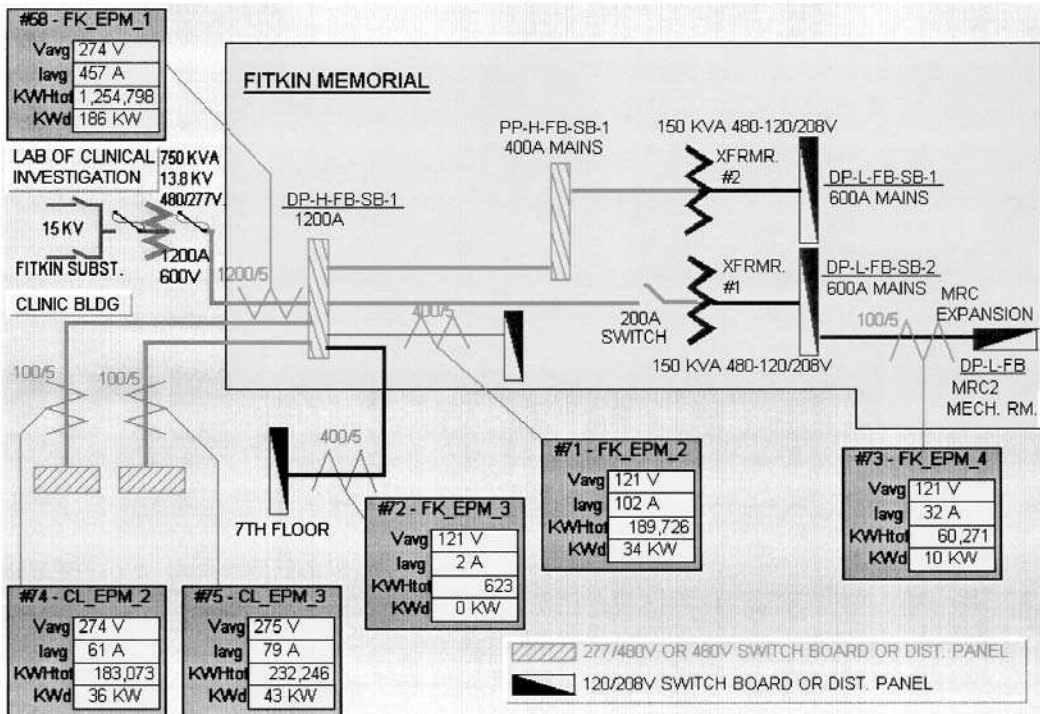 #68 - FK_EPM_1
Vavg 274 V
Iavg 457 A
KWHtot 1,254,798
KWd 186 KW
FITKIN MEMORIAL
LAB OF CLINICAL
INVESTIGATION
750 KVA
13.8 KV
480/277V.
15 KV
FITKIN SUBST.
1200A
600V
CLINIC BLDG
1200/5
DP-H-FB-SB-1
1200A
PP-H-FB-SB-1
400A MAINS
150 KVA 480-120/208V
XFRMR.
#2
DP-L-FB-SB-1
600A MAINS
XFRMR.
#1
DP-L-FB-SB-2
600A MAINS
200A
SWITCH
150 KVA 480-120/208V
400/5
100/5
MRC
EXPANSION
DP-L-FB
MRC2
MECH. RM.
100/5
100/5
400/5
7TH FLOOR
#71 - FK_EPM_2
Vavg 121 V
Iavg 102 A
KWHtot 189,726
KWd 34 KW
#73 - FK_EPM_4
Vavg 121 V
Iavg 32 A
KWHtot 60,271
KWd 10 KW
#72 - FK_EPM_3
Vavg 121 V
Iavg 2 A
KWHtot 623
KWd 0 KW
#74 - CL_EPM_2
Vavg 274 V
Iavg 61 A
KWHtot 183,073
KWd 36 KW
#75 - CL_EPM_3
Vavg 275 V
Iavg 79 A
KWHtot 232,246
KWd 43 KW
277/480V OR 480V SWITCH BOARD OR DIST. PANEL
120/208V SWITCH BOARD OR DIST. PANEL